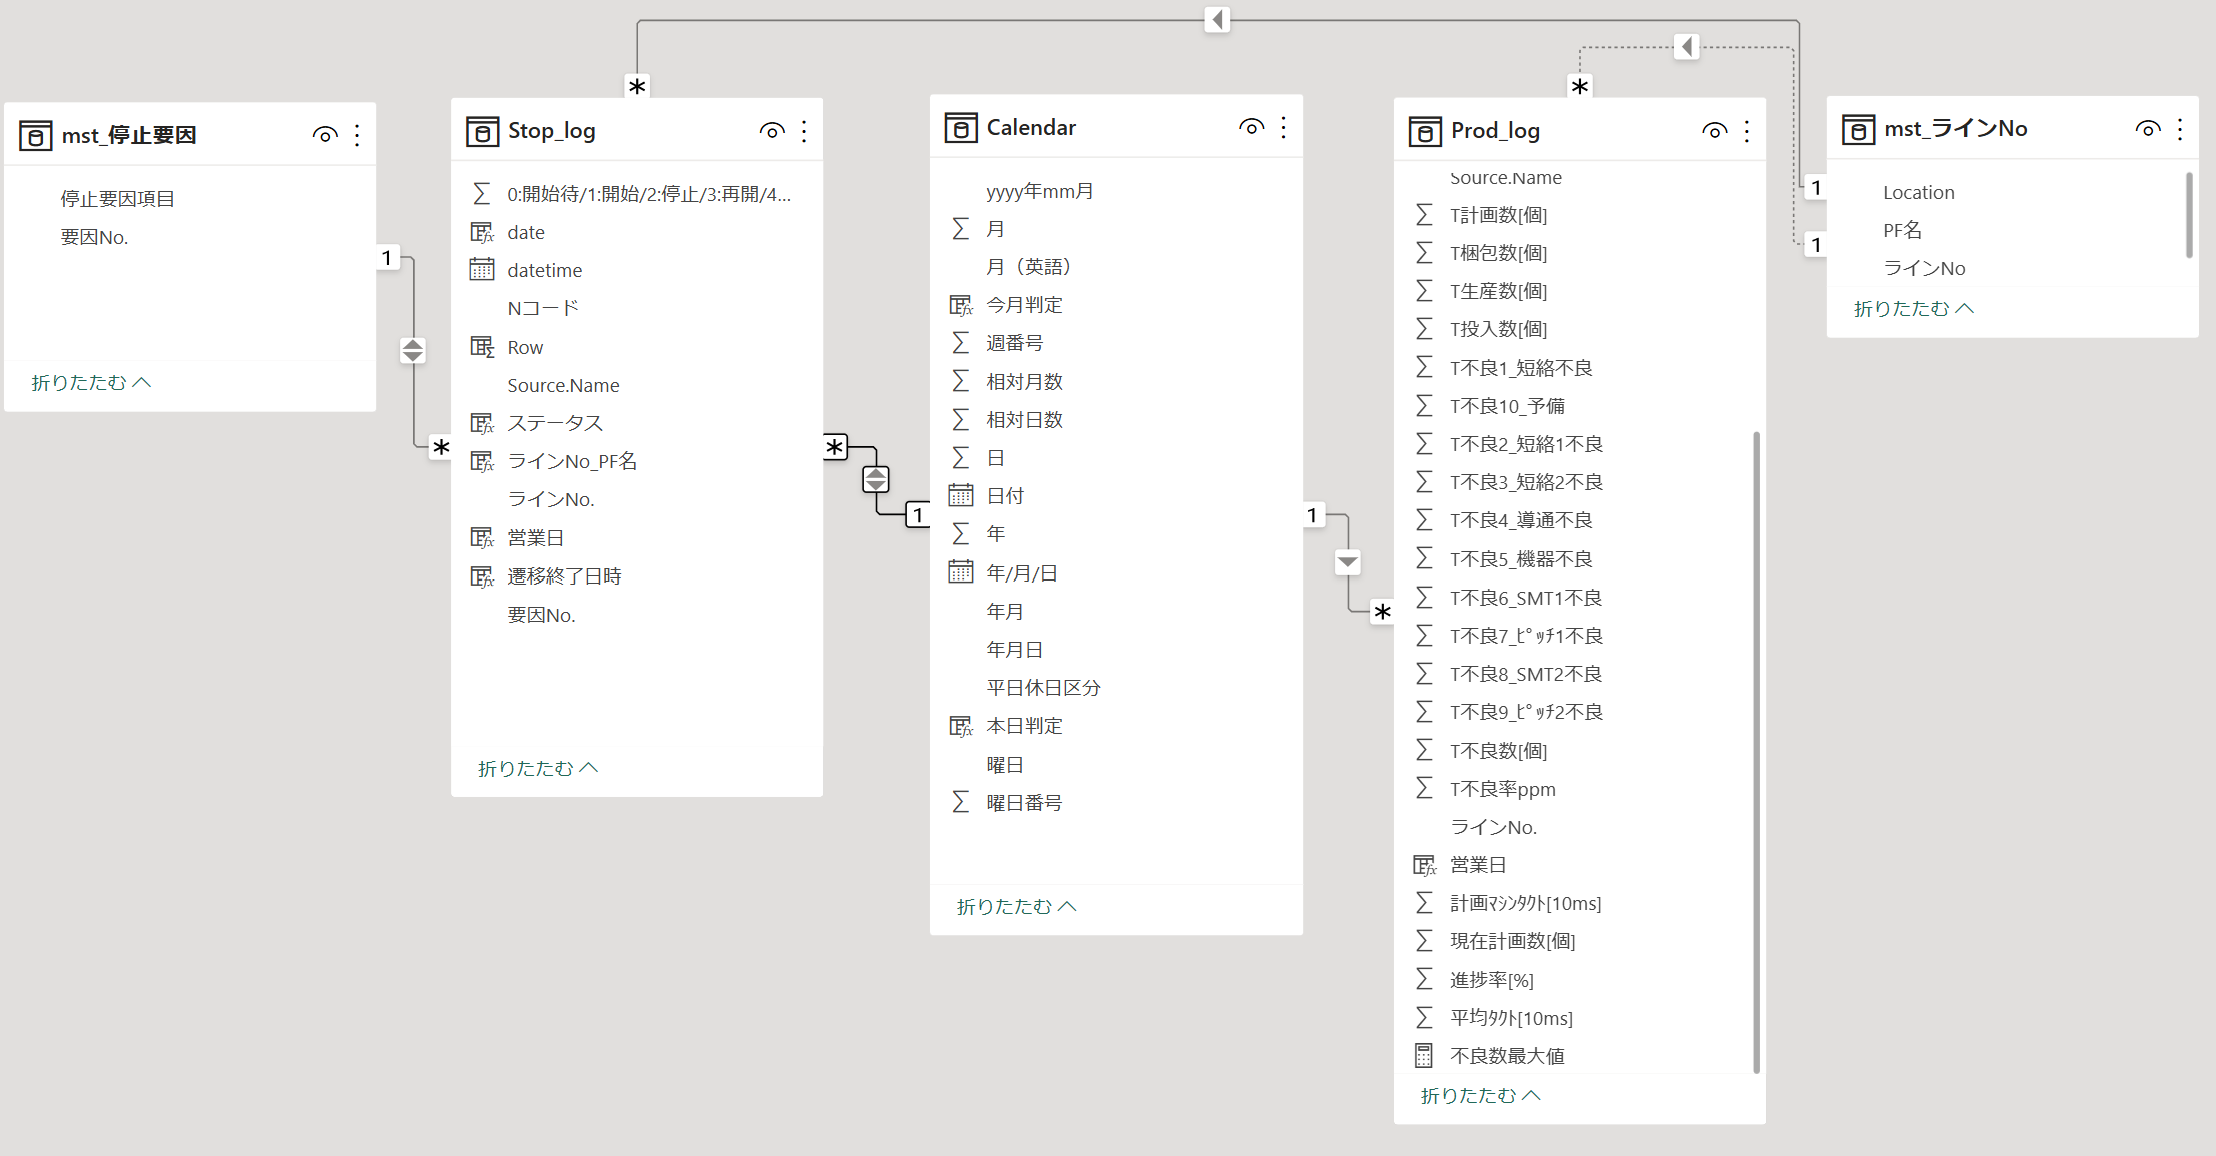 mst_停止要因
停止要因項目
要因No.
折りたたむ
1
*
Stop_log
0:開始待/1:開始/2:停止/3:再開/4...
date
datetime
Nコード
Row
Source.Name
ステータス
ラインNo_PF名
ラインNo.
営業日
遷移終了日時
要因No.
折りたたむ
*
*
1
Calendar
yyyy年mm月
月
月（英語）
今月判定
週番号
相対月数
相対日数
日
日付
年
年/月/日
年月
年月日
平日休日区分
本日判定
曜日
曜日番号
折りたたむ
1
*
*
Prod_log
Source.Name
T計画数[個]
T梱包数[個]
T生産数[個]
T投入数[個]
T不良1_短絡不良
T不良10_予備
T不良2_短絡1不良
T不良3_短絡2不良
T不良4_導通不良
T不良5_機器不良
T不良6_SMT1不良
T不良7_ﾋﾟｯﾁ1不良
T不良8_SMT2不良
T不良9_ﾋﾟｯﾁ2不良
T不良数[個]
T不良率ppm
ラインNo.
営業日
計画ﾏｼﾝﾀｸﾄ[10ms]
現在計画数[個]
進捗率[%]
平均ﾀｸﾄ[10ms]
不良数最大値
折りたたむ
1
1
mst_ラインNo
Location
PF名
ラインNo
折りたたむ